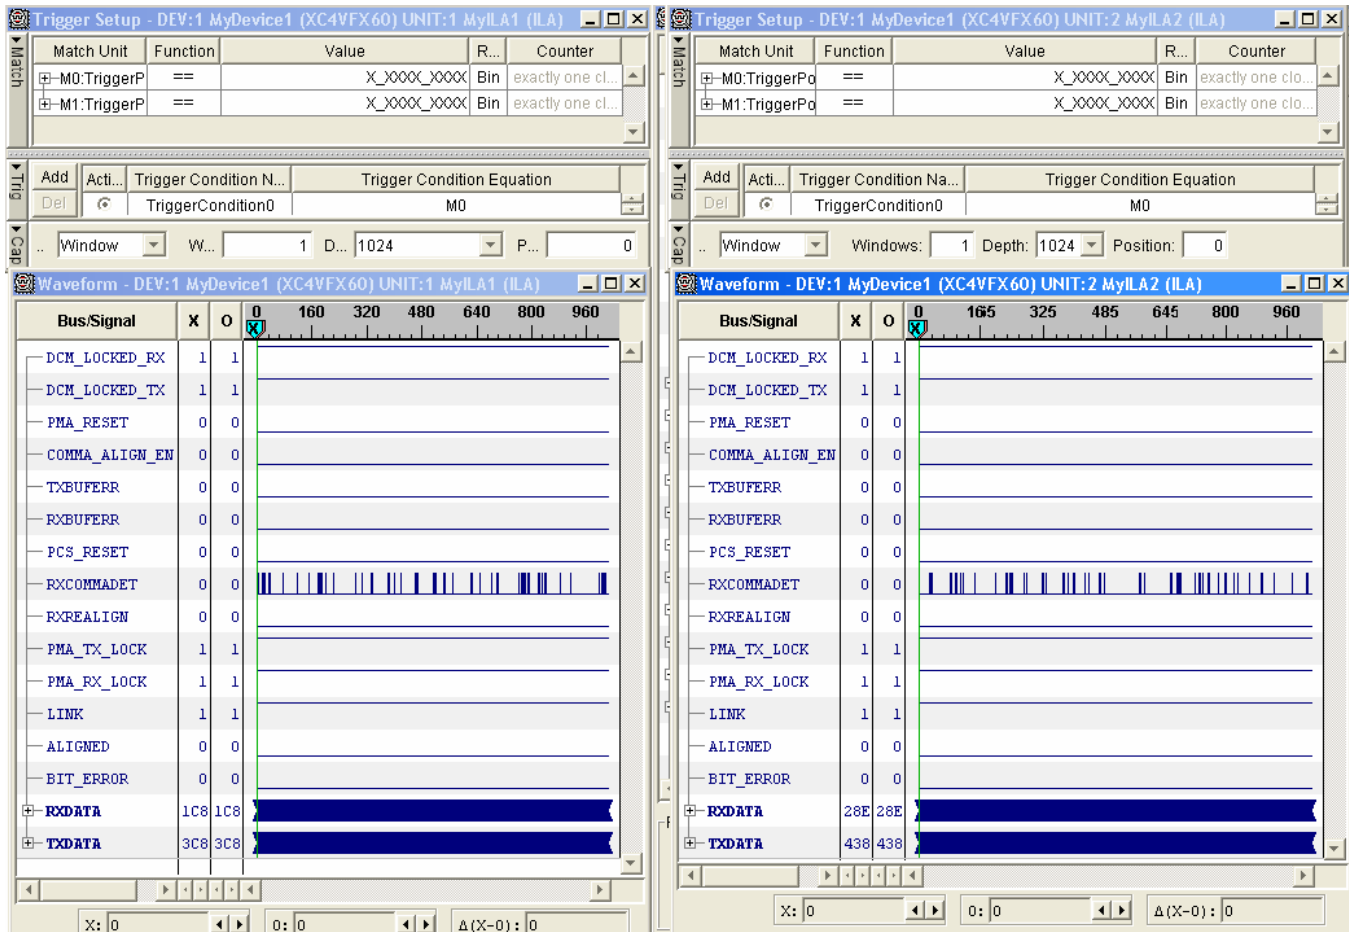 Trigger Setup - DEV:1 MyDevice1 (XC4VFX60) UNIT:1 MyILA1 (ILA)
Match
Match Unit Function Value R... Counter
M0:TriggerP == X_XXXX_XXXX Bin exactly one cl...
M1:TriggerP == X_XXXX_XXXX Bin exactly one cl...
Trig
Add Acti... Trigger Condition N... Trigger Condition Equation
Del TriggerCondition0 M0
Cap
.. Window W... 1 D... 1024 P... 0
Waveform - DEV:1 MyDevice1 (XC4VFX60) UNIT:1 MyILA1 (ILA)
Bus/Signal X O 0 160 320 480 640 800 960
X
DCM_LOCKED_RX 1 1
DCM_LOCKED_TX 1 1
PMA_RESET 0 0
COMMA_ALIGN_EN 0 0
TXBUFERR 0 0
RXBUFERR 0 0
PCS_RESET 0 0
RXCOMMADET 0 0
RXREALIGN 0 0
PMA_TX_LOCK 1 1
PMA_RX_LOCK 1 1
LINK 1 1
ALIGNED 0 0
BIT_ERROR 0 0
RXDATA 1C8 1C8
TXDATA 3C8 3C8
X: 0 O: 0 Δ(X-O): 0
Trigger Setup - DEV:1 MyDevice1 (XC4VFX60) UNIT:2 MyILA2 (ILA)
Match
Match Unit Function Value R... Counter
M0:TriggerPo == X_XXXX_XXXX Bin exactly one clo...
M1:TriggerPo == X_XXXX_XXXX Bin exactly one clo...
Trig
Add Acti... Trigger Condition Na... Trigger Condition Equation
Del TriggerCondition0 M0
Cap
.. Window Windows: 1 Depth: 1024 Position: 0
Waveform - DEV:1 MyDevice1 (XC4VFX60) UNIT:2 MyILA2 (ILA)
Bus/Signal X O 0 165 325 485 645 800 960
X
DCM_LOCKED_RX 1 1
DCM_LOCKED_TX 1 1
PMA_RESET 0 0
COMMA_ALIGN_EN 0 0
TXBUFERR 0 0
RXBUFERR 0 0
PCS_RESET 0 0
RXCOMMADET 0 0
RXREALIGN 0 0
PMA_TX_LOCK 1 1
PMA_RX_LOCK 1 1
LINK 1 1
ALIGNED 0 0
BIT_ERROR 0 0
RXDATA 28E 28E
TXDATA 438 438
X: 0 O: 0 Δ(X-O): 0